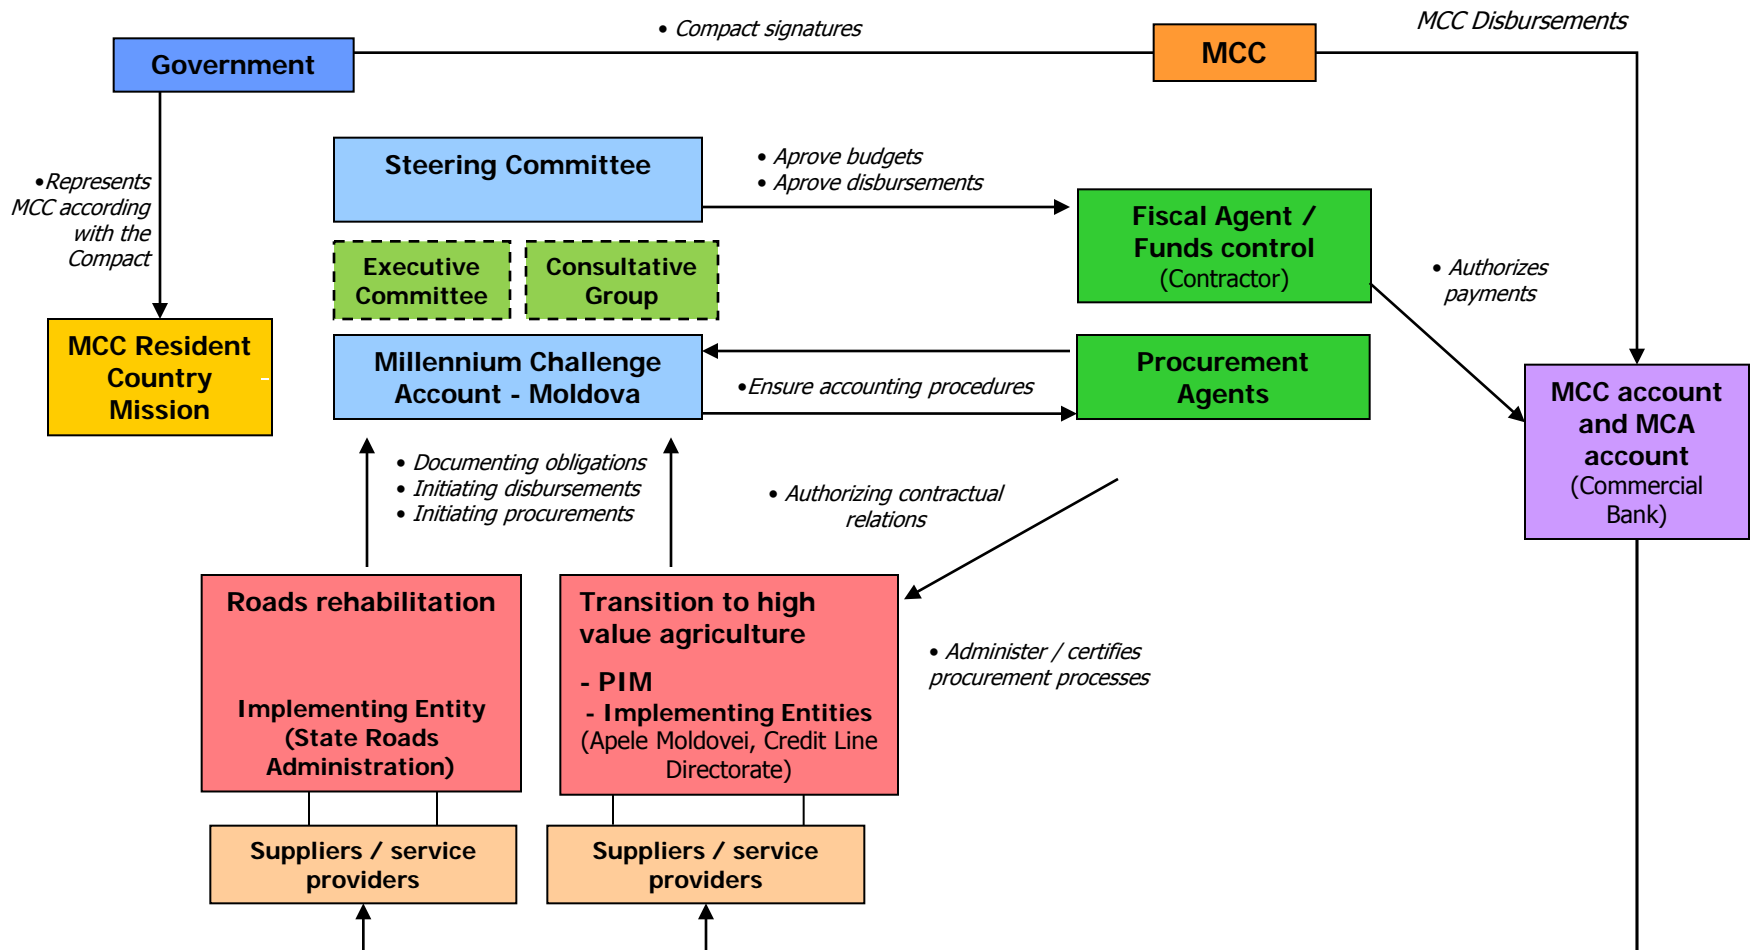 • Compact signatures
MCC Disbursements
Government
MCC
Steering Committee
• Aprove budgets
• Aprove disbursements
•Represents
MCC according
with the
Compact
Fiscal Agent /
Funds control
(Contractor)
Executive
Committee
Consultative
Group
• Authorizes
payments
MCC Resident
Country
Mission
Millennium Challenge
Account - Moldova
•Ensure accounting procedures
Procurement
Agents
MCC account
and MCA
account
(Commercial
Bank)
• Documenting obligations
• Initiating disbursements
• Initiating procurements
• Authorizing contractual
relations
Roads rehabilitation
Implementing Entity
(State Roads
Administration)
Transition to high
value agriculture
- PIM
- Implementing Entities
(Apele Moldovei, Credit Line
Directorate)
• Administer / certifies
procurement processes
Suppliers / service
providers
Suppliers / service
providers